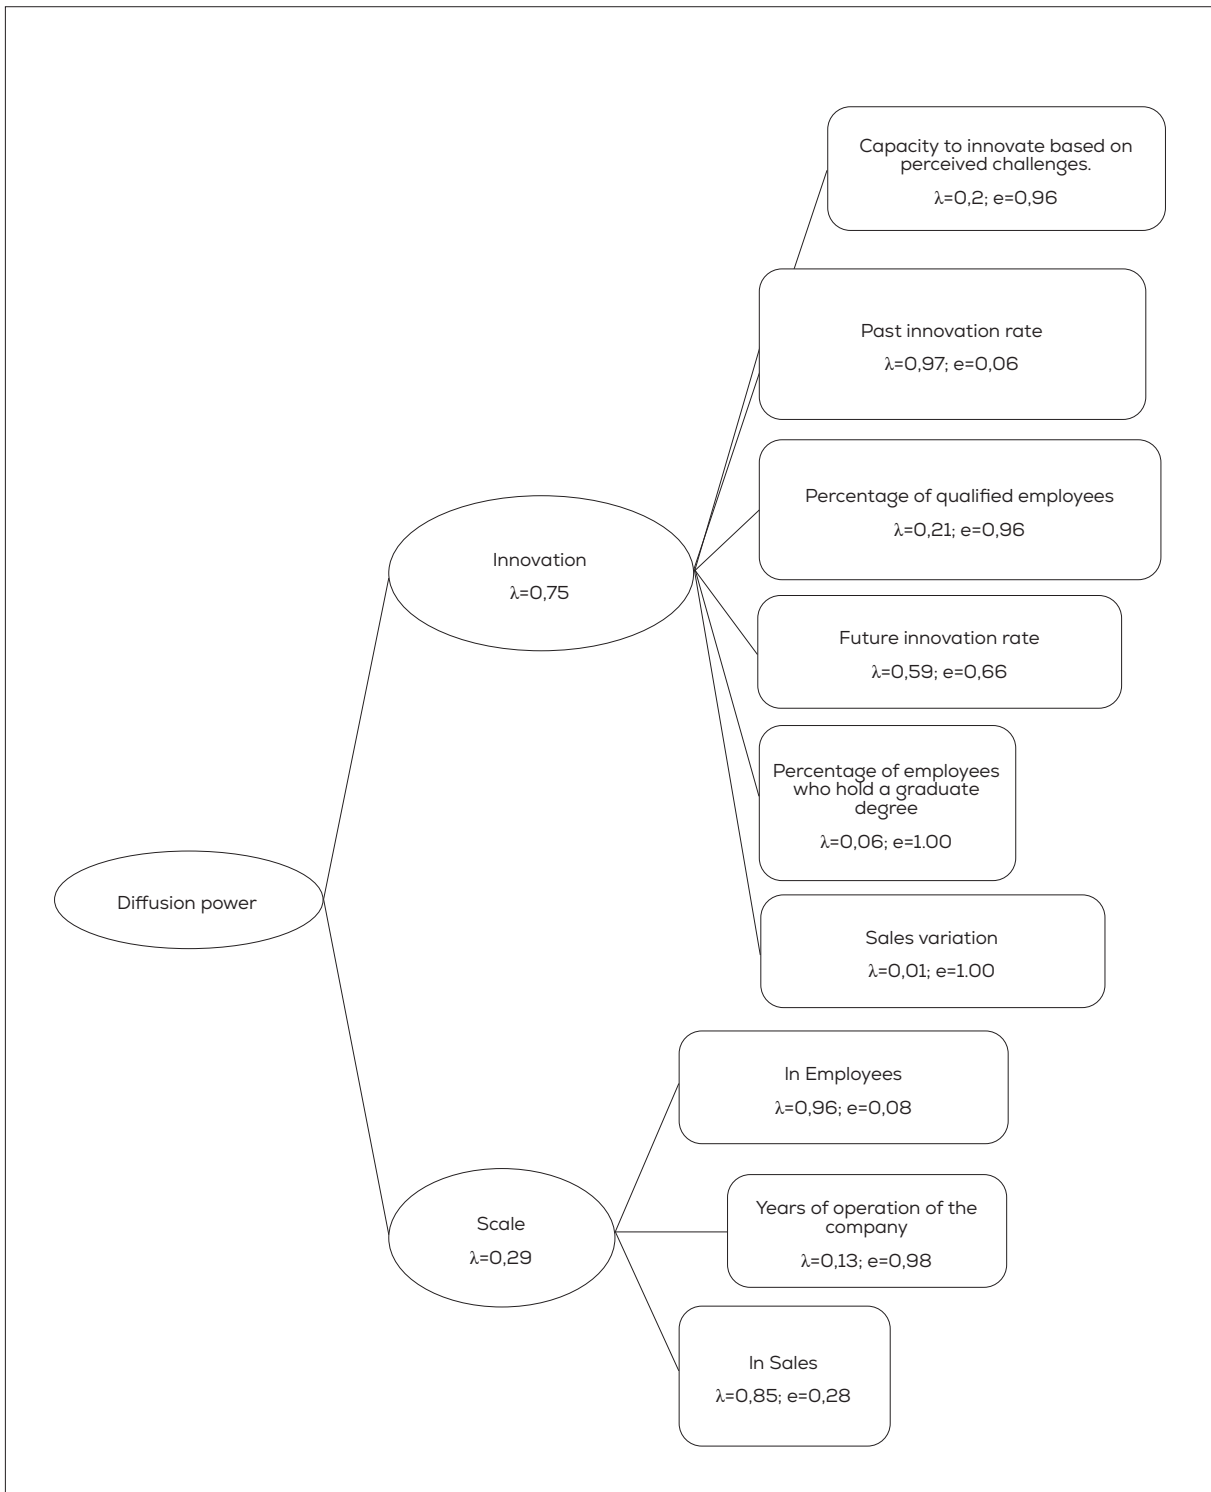 Capacity to innovate based on
perceived challenges.
λ=0,2; e=0,96
Past innovation rate
λ=0,97; e=0,06
Percentage of qualified employees
λ=0,21; e=0,96
Innovation
λ=0,75
Future innovation rate
λ=0,59; e=0,66
Percentage of employees
who hold a graduate
degree
λ=0,06; e=1.00
Diffusion power
Sales variation
λ=0,01; e=1.00
In Employees
λ=0,96; e=0,08
Scale
λ=0,29
Years of operation of the
company
λ=0,13; e=0,98
In Sales
λ=0,85; e=0,28